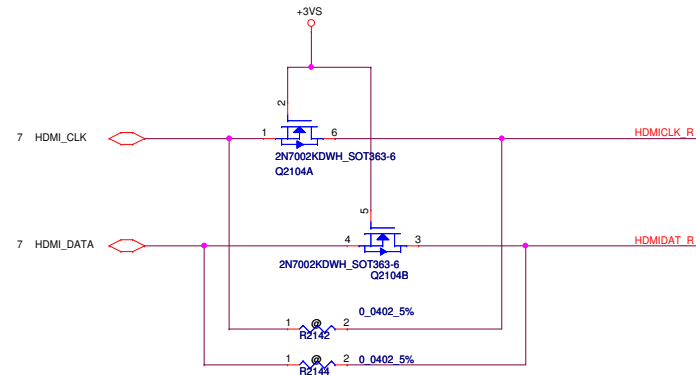 +3VS
2
7 HDMI_CLK
1
6
HDMICLK_R
2N7002KDWH_SOT363-6
Q2104A
5
7 HDMI_DATA
4
3
HDMIDAT_R
2N7002KDWH_SOT363-6
Q2104B
0_0402_5%
1 @ 2
R2142
1 @ 2 0_0402_5%
R2144